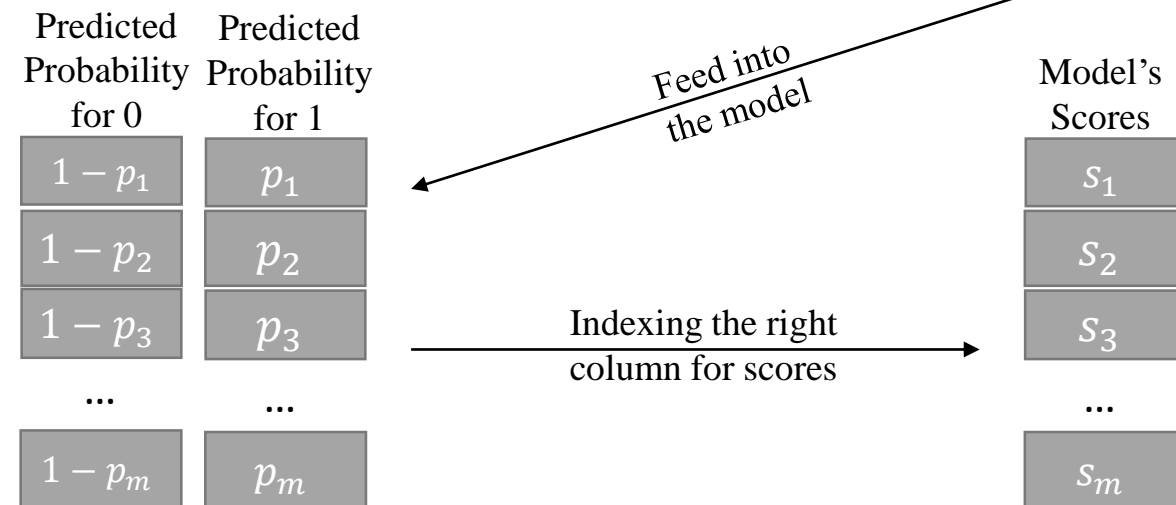 Predicted
Probability
for 0
Predicted
Probability
for 1
Feed into
the model
Model’s
Scores
1 − p₁
p₁
s₁
1 − p₂
p₂
s₂
1 − p₃
p₃
s₃
Indexing the right
column for scores
...
...
...
1 − pₘ
pₘ
sₘ